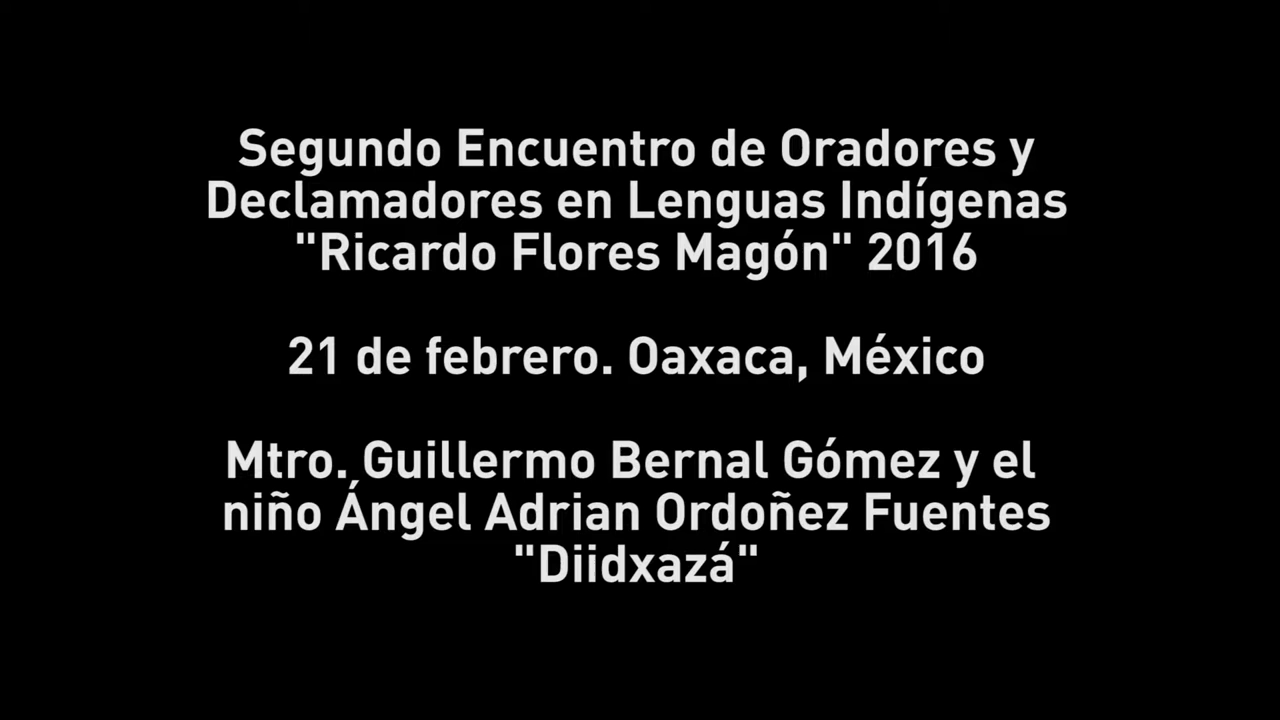 Segundo Encuentro de Oradores y
Declamadores en Lenguas Indígenas
"Ricardo Flores Magón" 2016
21 de febrero. Oaxaca, México
Mtro. Guillermo Bernal Gómez y el
niño Ángel Adrian Ordoñez Fuentes
"Diidxazá"